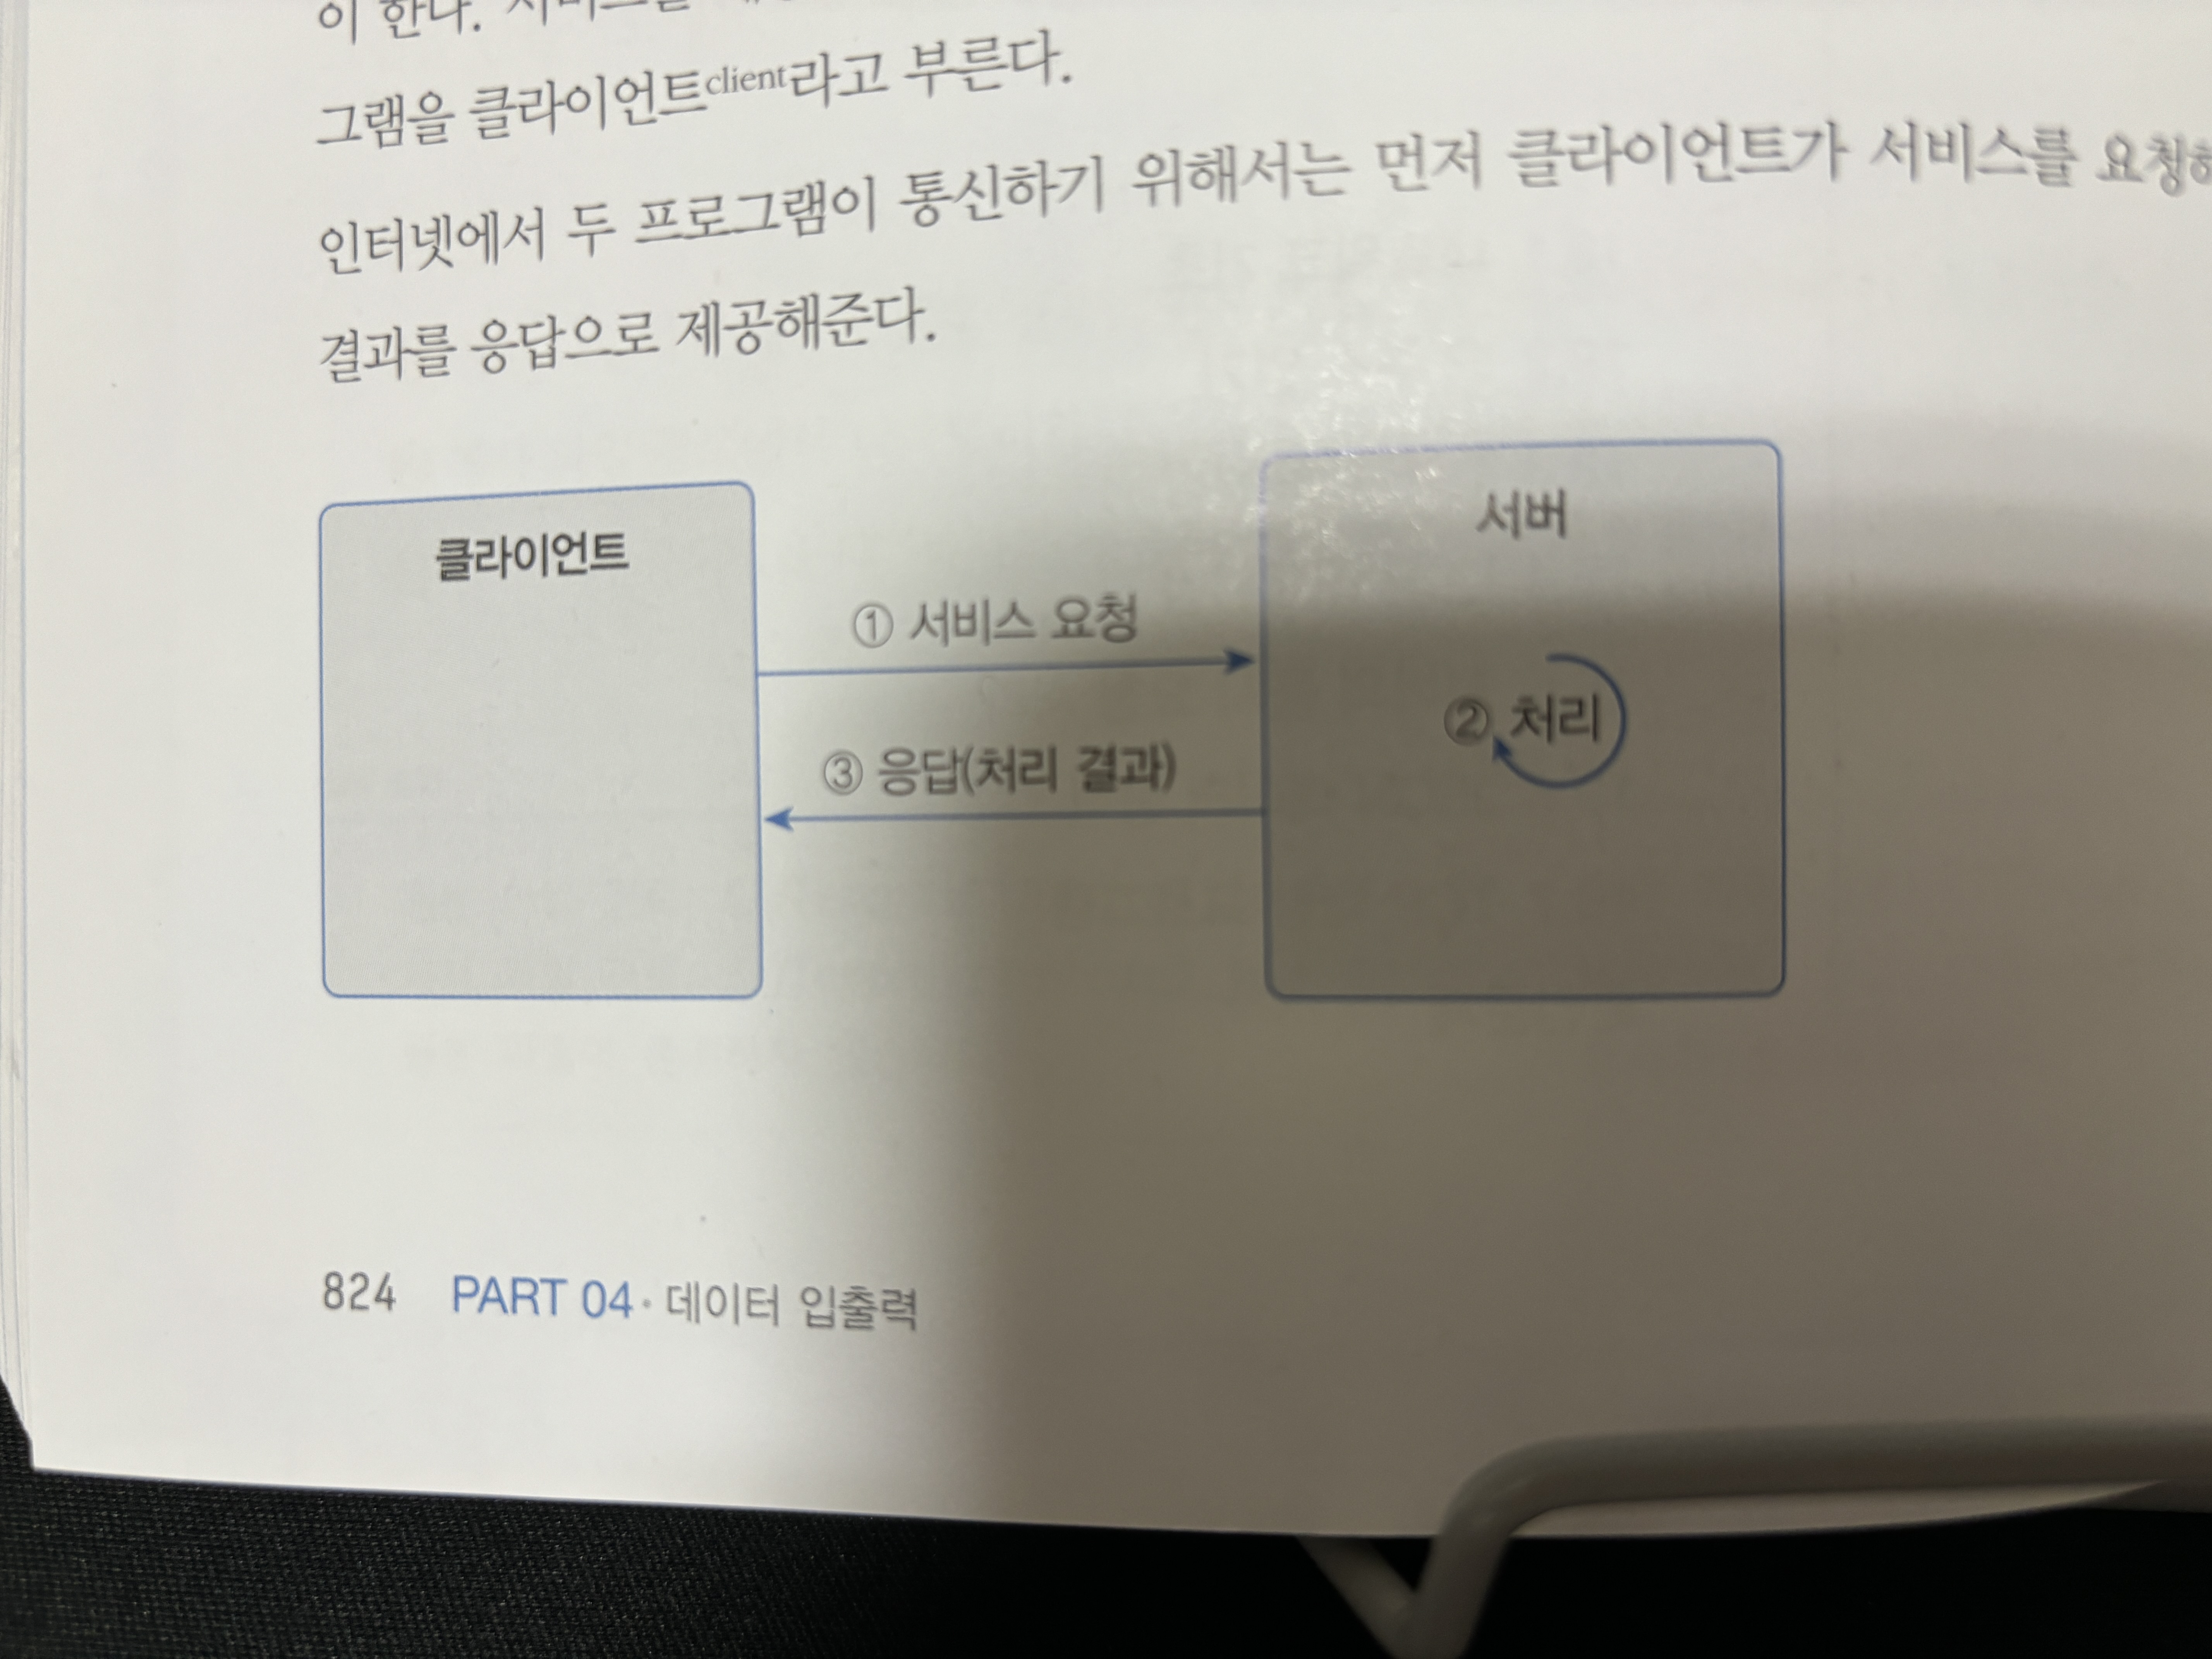 이 한다. 서비스를
그램을 클라이언트client라고 부른다.
인터넷에서 두 프로그램이 통신하기 위해서는 먼저 클라이언트가 서비스를 요청하
결과를 응답으로 제공해준다.
클라이언트
서버
① 서비스 요청
② 처리
③ 응답(처리 결과)
824 PART 04 · 데이터 입출력